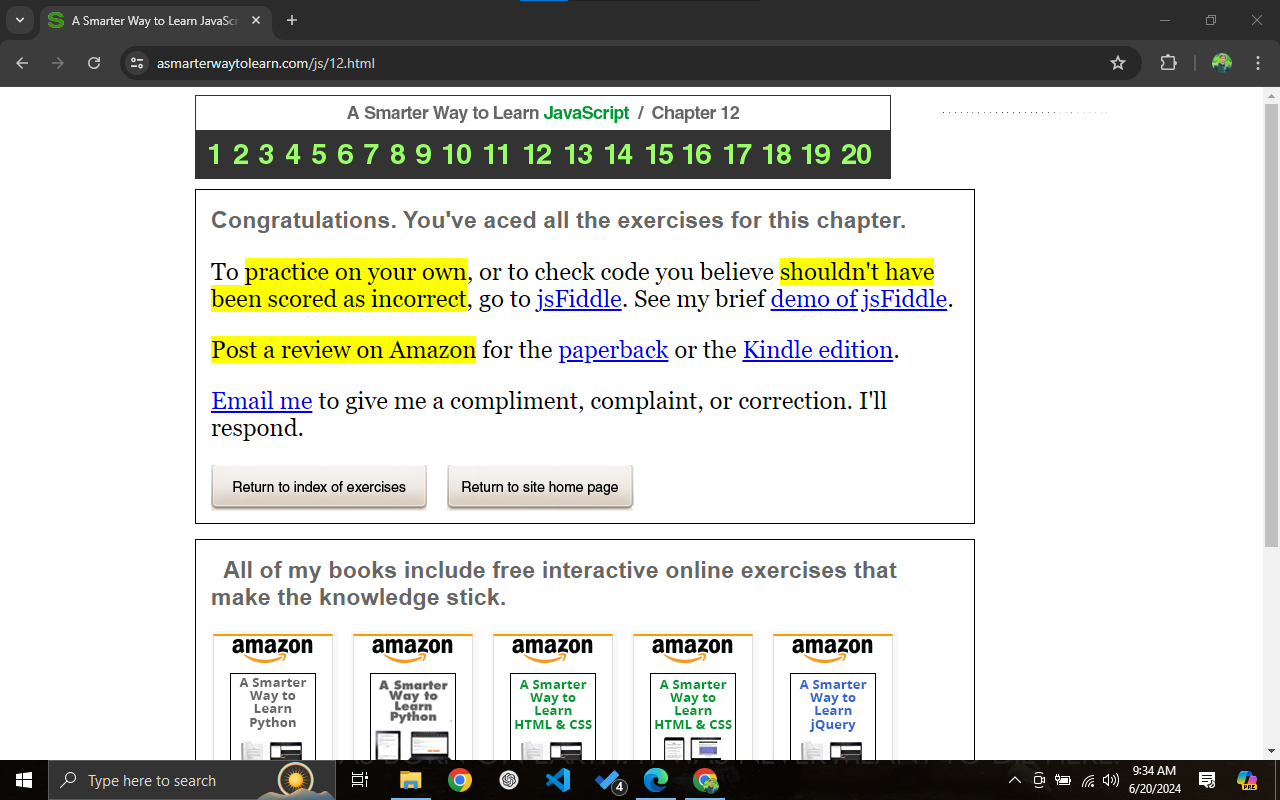 A Smarter Way to Learn JavaSc
asmarterwaytolearn.com/js/12.html
A Smarter Way to Learn JavaScript / Chapter 12
1 2 3 4 5 6 7 8 9 10 11 12 13 14 15 16 17 18 19 20
Congratulations. You've aced all the exercises for this chapter.
To practice on your own, or to check code you believe shouldn't have
been scored as incorrect, go to jsFiddle. See my brief demo of jsFiddle.
Post a review on Amazon for the paperback or the Kindle edition.
Email me to give me a compliment, complaint, or correction. I'll
respond.
Return to index of exercises Return to site home page
All of my books include free interactive online exercises that
make the knowledge stick.
amazon amazon amazon amazon amazon
A Smarter A Smarter A Smarter A Smarter A Smarter
Way to Way to Way to Way to Way to
Learn Learn Learn Learn Learn
Python Python HTML & CSS HTML & CSS jQuery
Type here to search
4
9:34 AM
6/20/2024
PRE